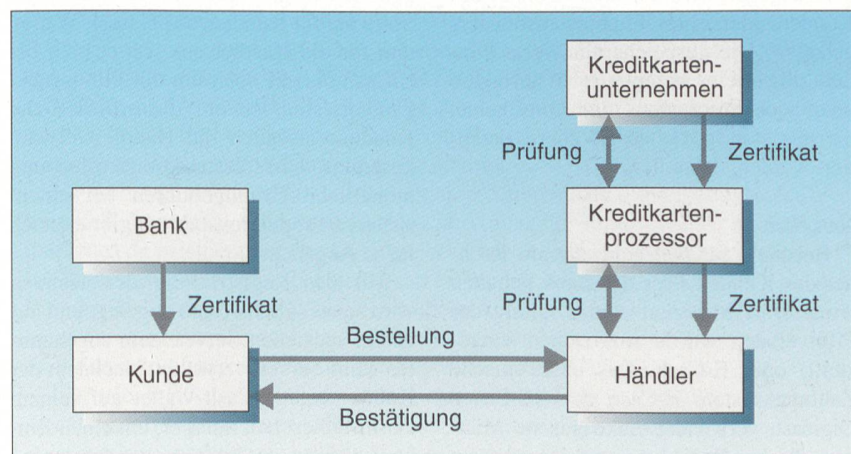 Kreditkarten-
unternehmen
Prüfung
Zertifikat
Bank
Kreditkarten-
prozessor
Zertifikat
Prüfung
Zertifikat
Bestellung
Kunde
Händler
Bestätigung